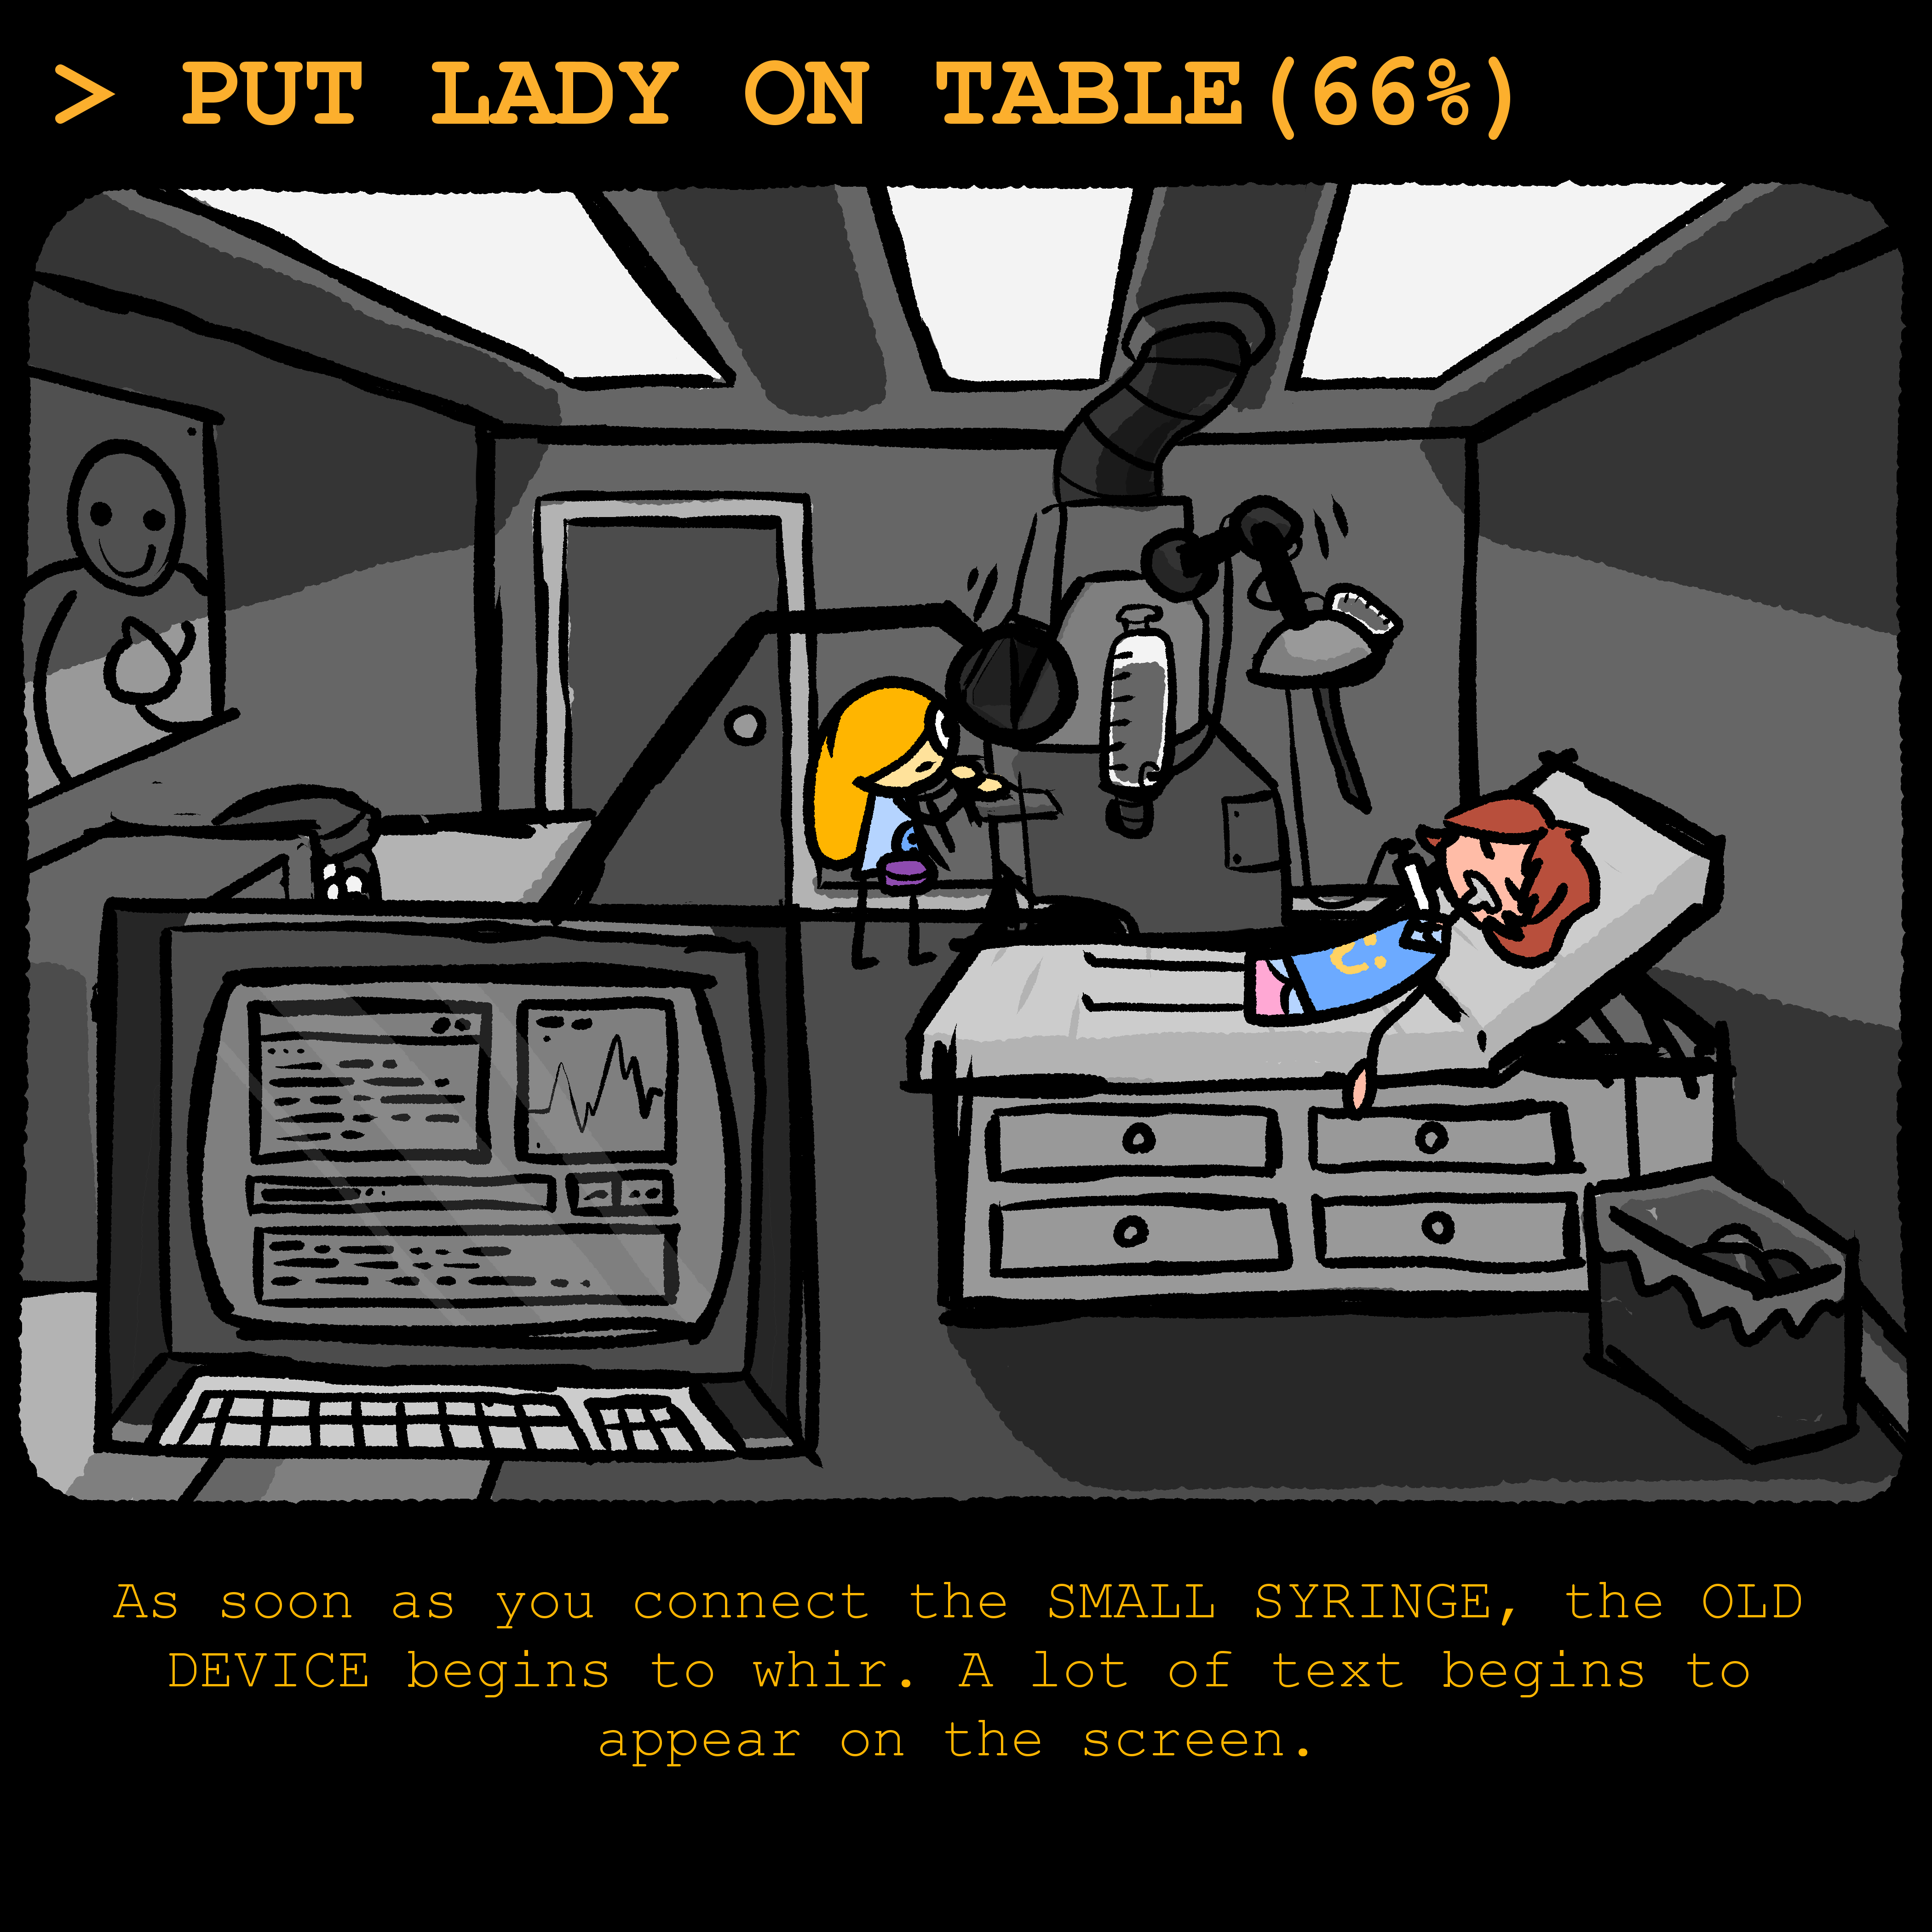 > PUT LADY ON TABLE(66%)
As soon as you connect the SMALL SYRINGE, the OLD
DEVICE begins to whir. A lot of text begins to
appear on the screen.